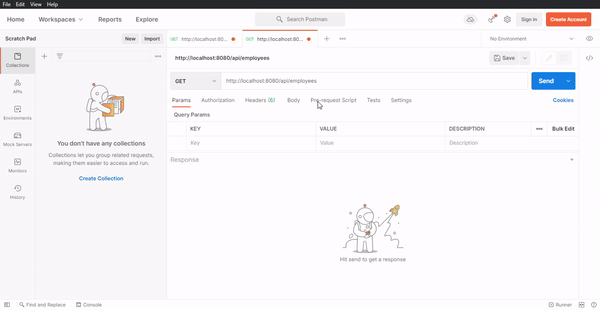 File Edit View Help
Home Workspaces Reports Explore Search Postman Sign In Create Account
Scratch Pad New Import GET http://localhost:80... GET http://localhost:80... No Environment
Collections
APIs
Environments
Mock Servers
Monitors
History
You don't have any collections
Collections let you group related requests,
making them easier to access and run.
Create Collection
http://localhost:8080/api/employees Save
GET http://localhost:8080/api/employees Send
Params Authorization Headers (6) Body Pre-request Script Tests Settings Cookies
Query Params
KEY VALUE DESCRIPTION Bulk Edit
Key Value Description
Response
Hit send to get a response
Find and Replace Console Runner